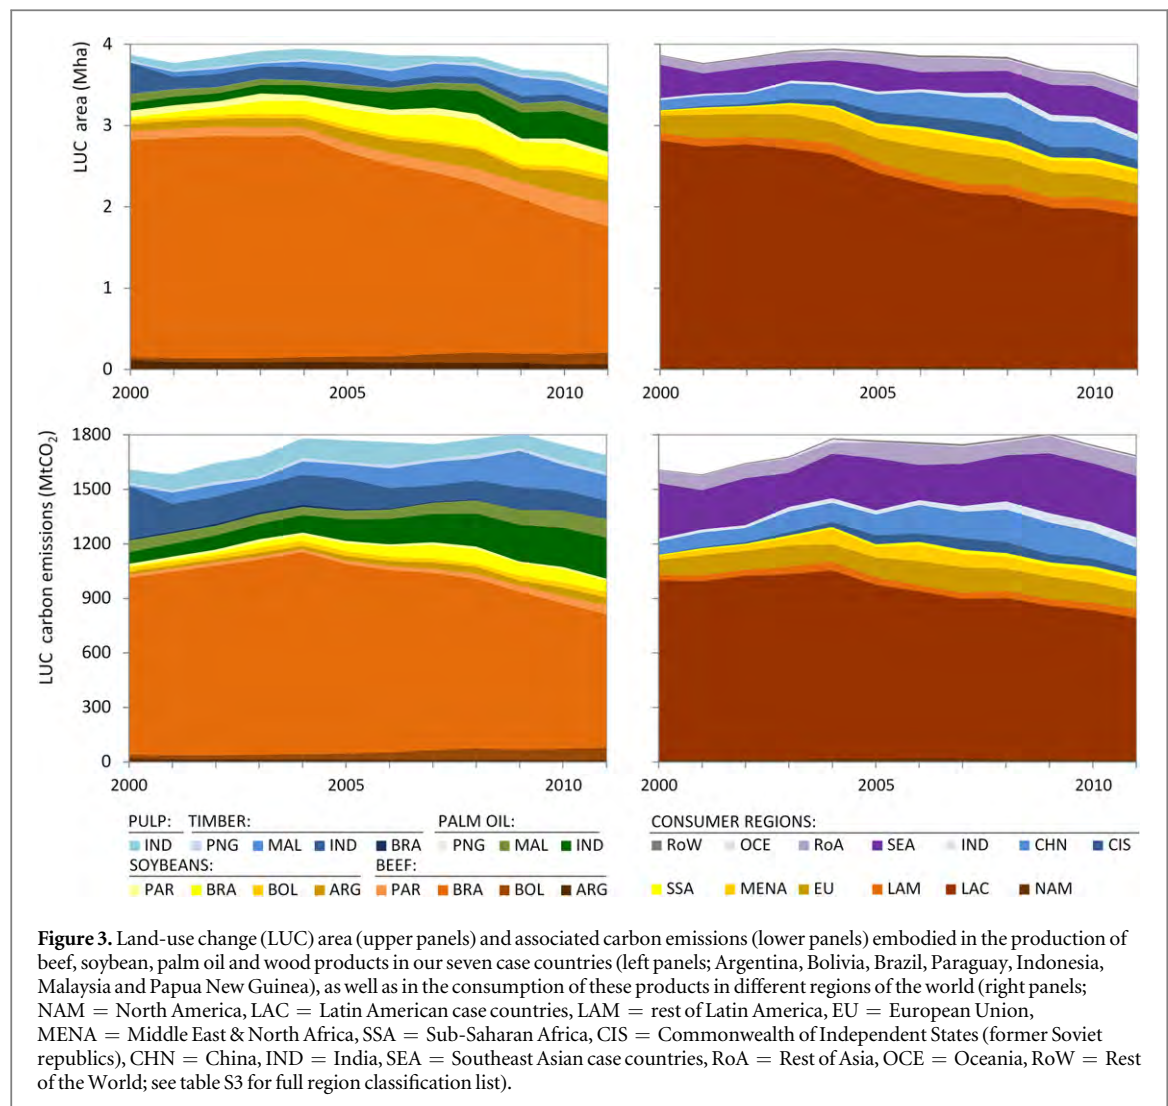 LUC area (Mha)
4
3
2
1
0
2000 2005 2010
2000 2005 2010
LUC carbon emissions (MtCO2)
1800
1500
1200
900
600
300
0
2000 2005 2010
2000 2005 2010
PULP: TIMBER: PALM OIL:
IND PNG MAL IND BRA PNG MAL IND
SOYBEANS: BEEF:
PAR BRA BOL ARG PAR BRA BOL ARG
CONSUMER REGIONS:
RoW OCE RoA SEA IND CHN CIS
SSA MENA EU LAM LAC NAM
Figure 3. Land-use change (LUC) area (upper panels) and associated carbon emissions (lower panels) embodied in the production of
beef, soybean, palm oil and wood products in our seven case countries (left panels; Argentina, Bolivia, Brazil, Paraguay, Indonesia,
Malaysia and Papua New Guinea), as well as in the consumption of these products in different regions of the world (right panels;
NAM = North America, LAC = Latin American case countries, LAM = rest of Latin America, EU = European Union,
MENA = Middle East & North Africa, SSA = Sub-Saharan Africa, CIS = Commonwealth of Independent States (former Soviet
republics), CHN = China, IND = India, SEA = Southeast Asian case countries, RoA = Rest of Asia, OCE = Oceania, RoW = Rest
of the World; see table S3 for full region classification list).